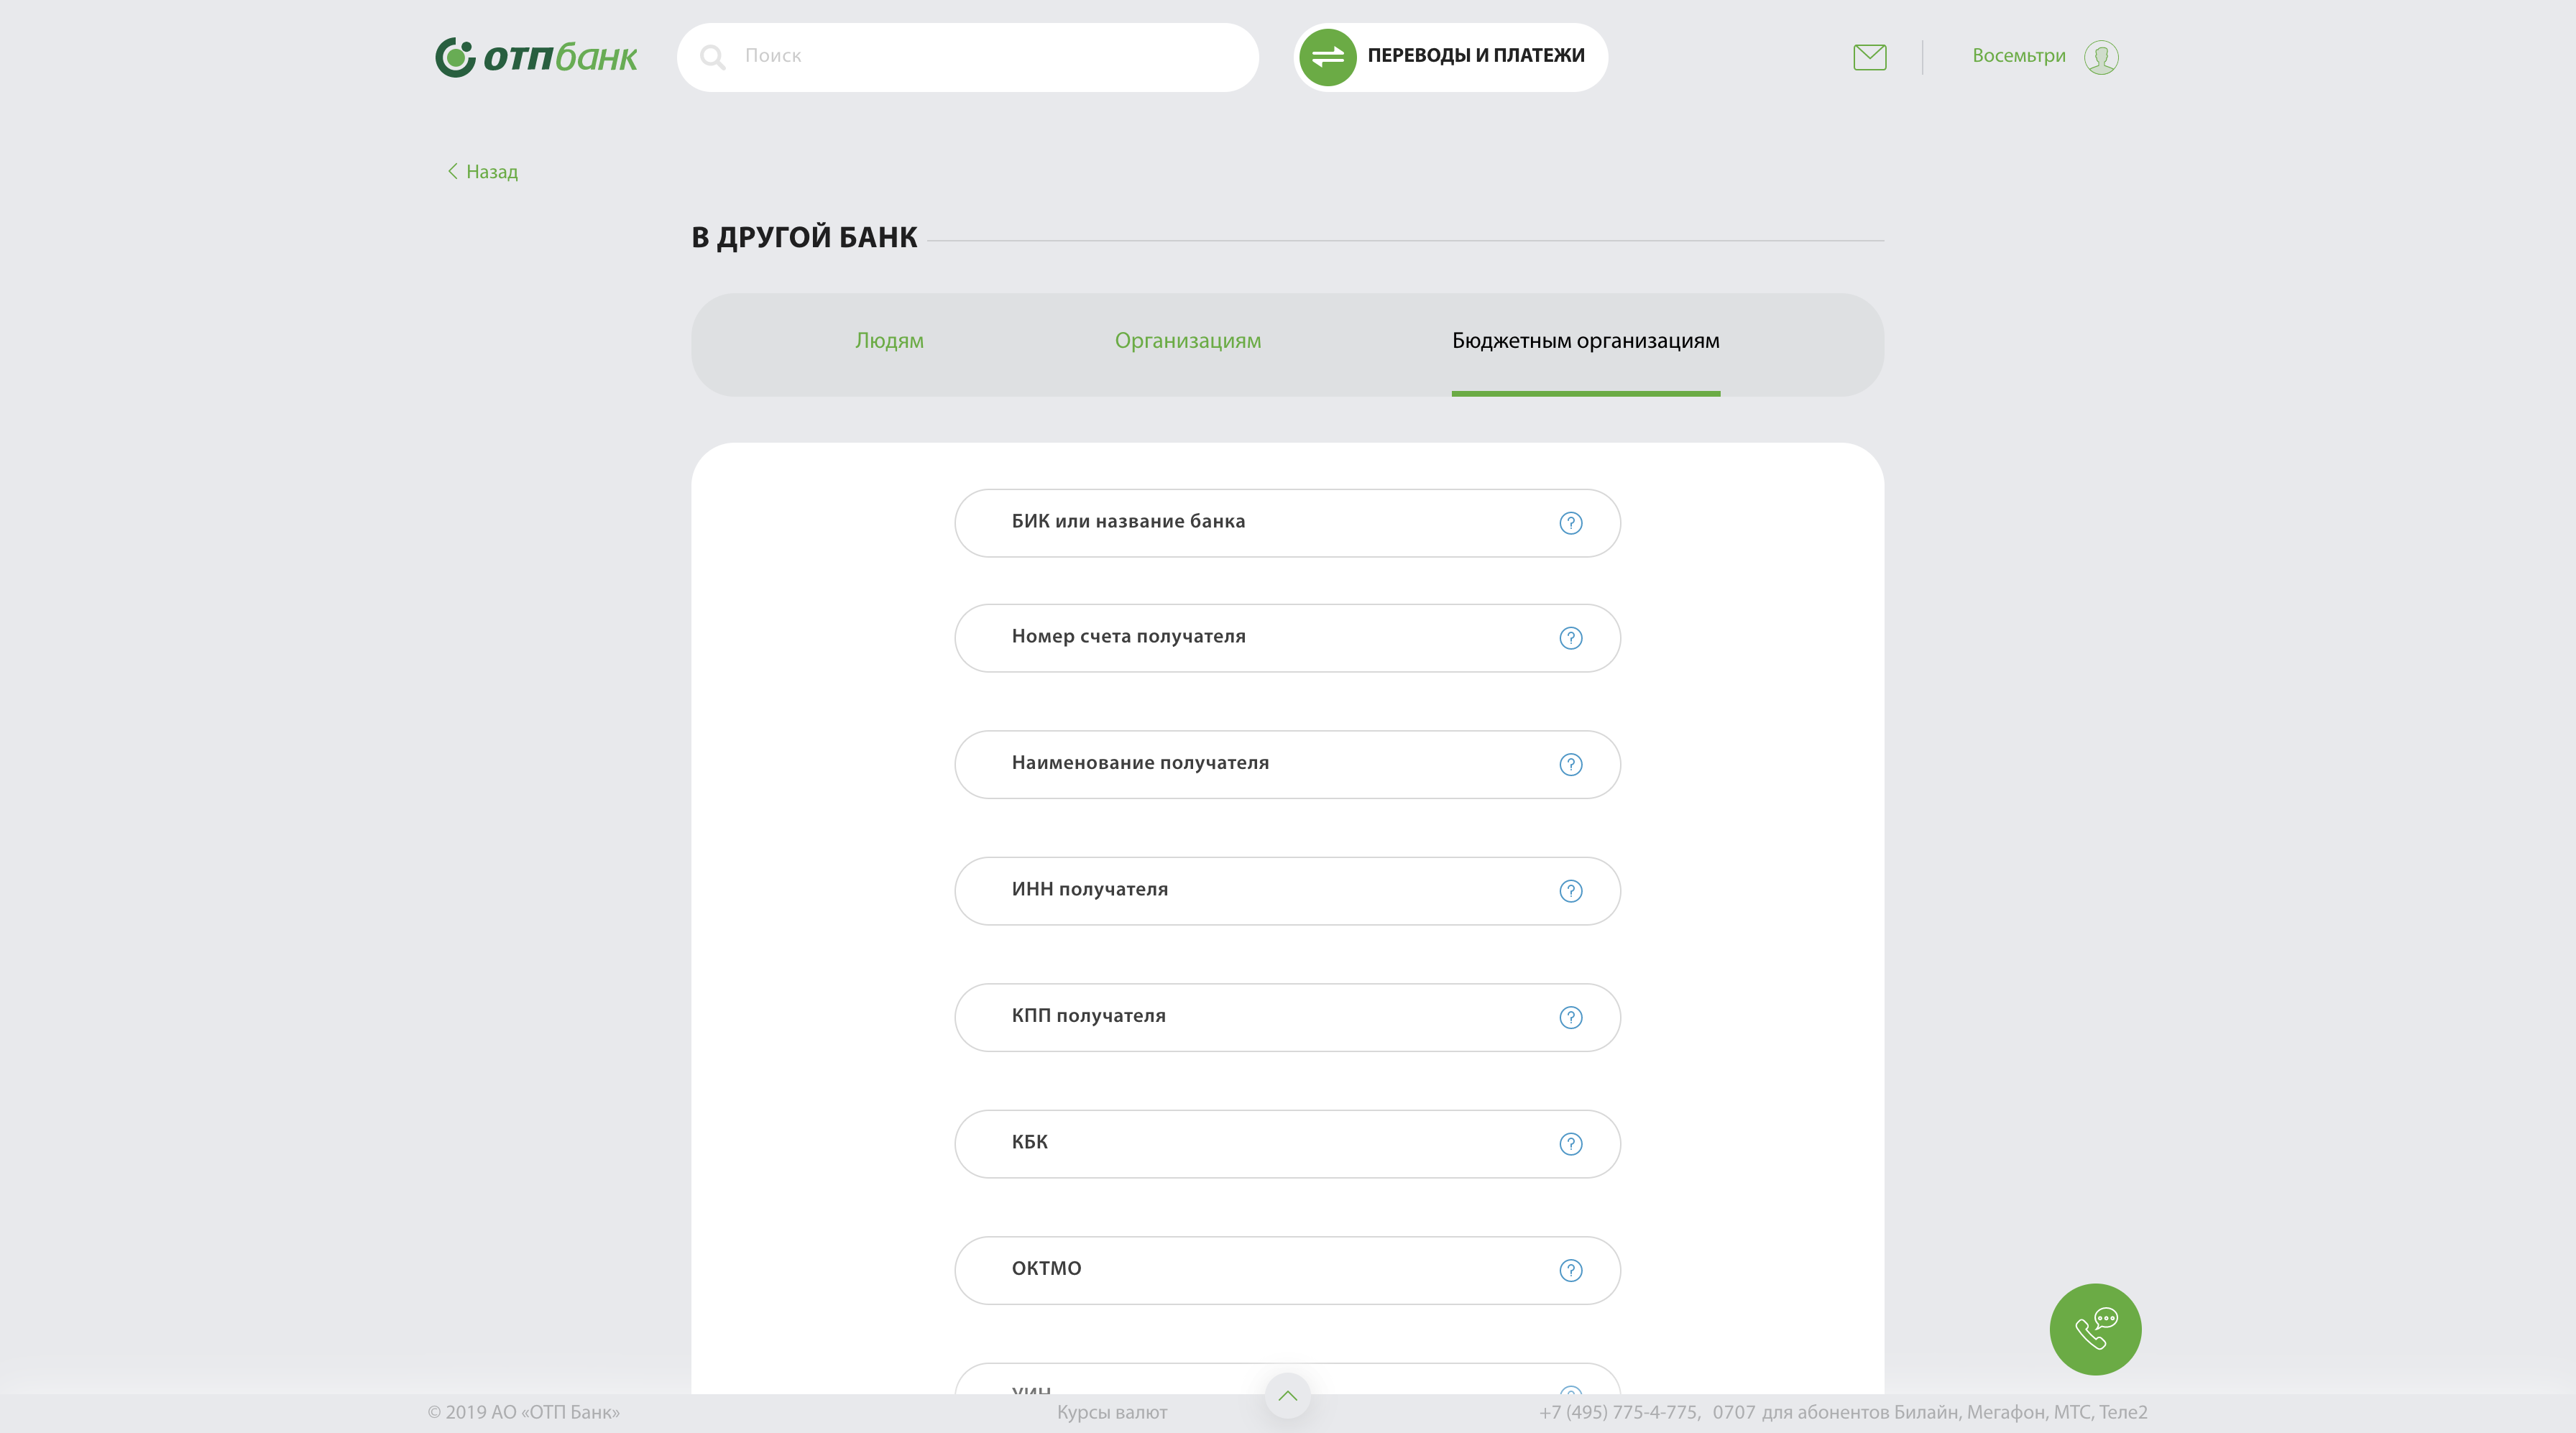 ОТПбанк
Поиск
ПЕРЕВОДЫ И ПЛАТЕЖИ
Восемьтри
Назад
В ДРУГОЙ БАНК
Людям
Организациям
Бюджетным организациям
БИК или название банка
Номер счета получателя
Наименование получателя
ИНН получателя
КПП получателя
КБК
ОКТМО
УИН
© 2019 АО «ОТП Банк»
Курсы валют
+7 (495) 775-4-775, 0707 для абонентов Билайн, Мегафон, МТС, Теле2